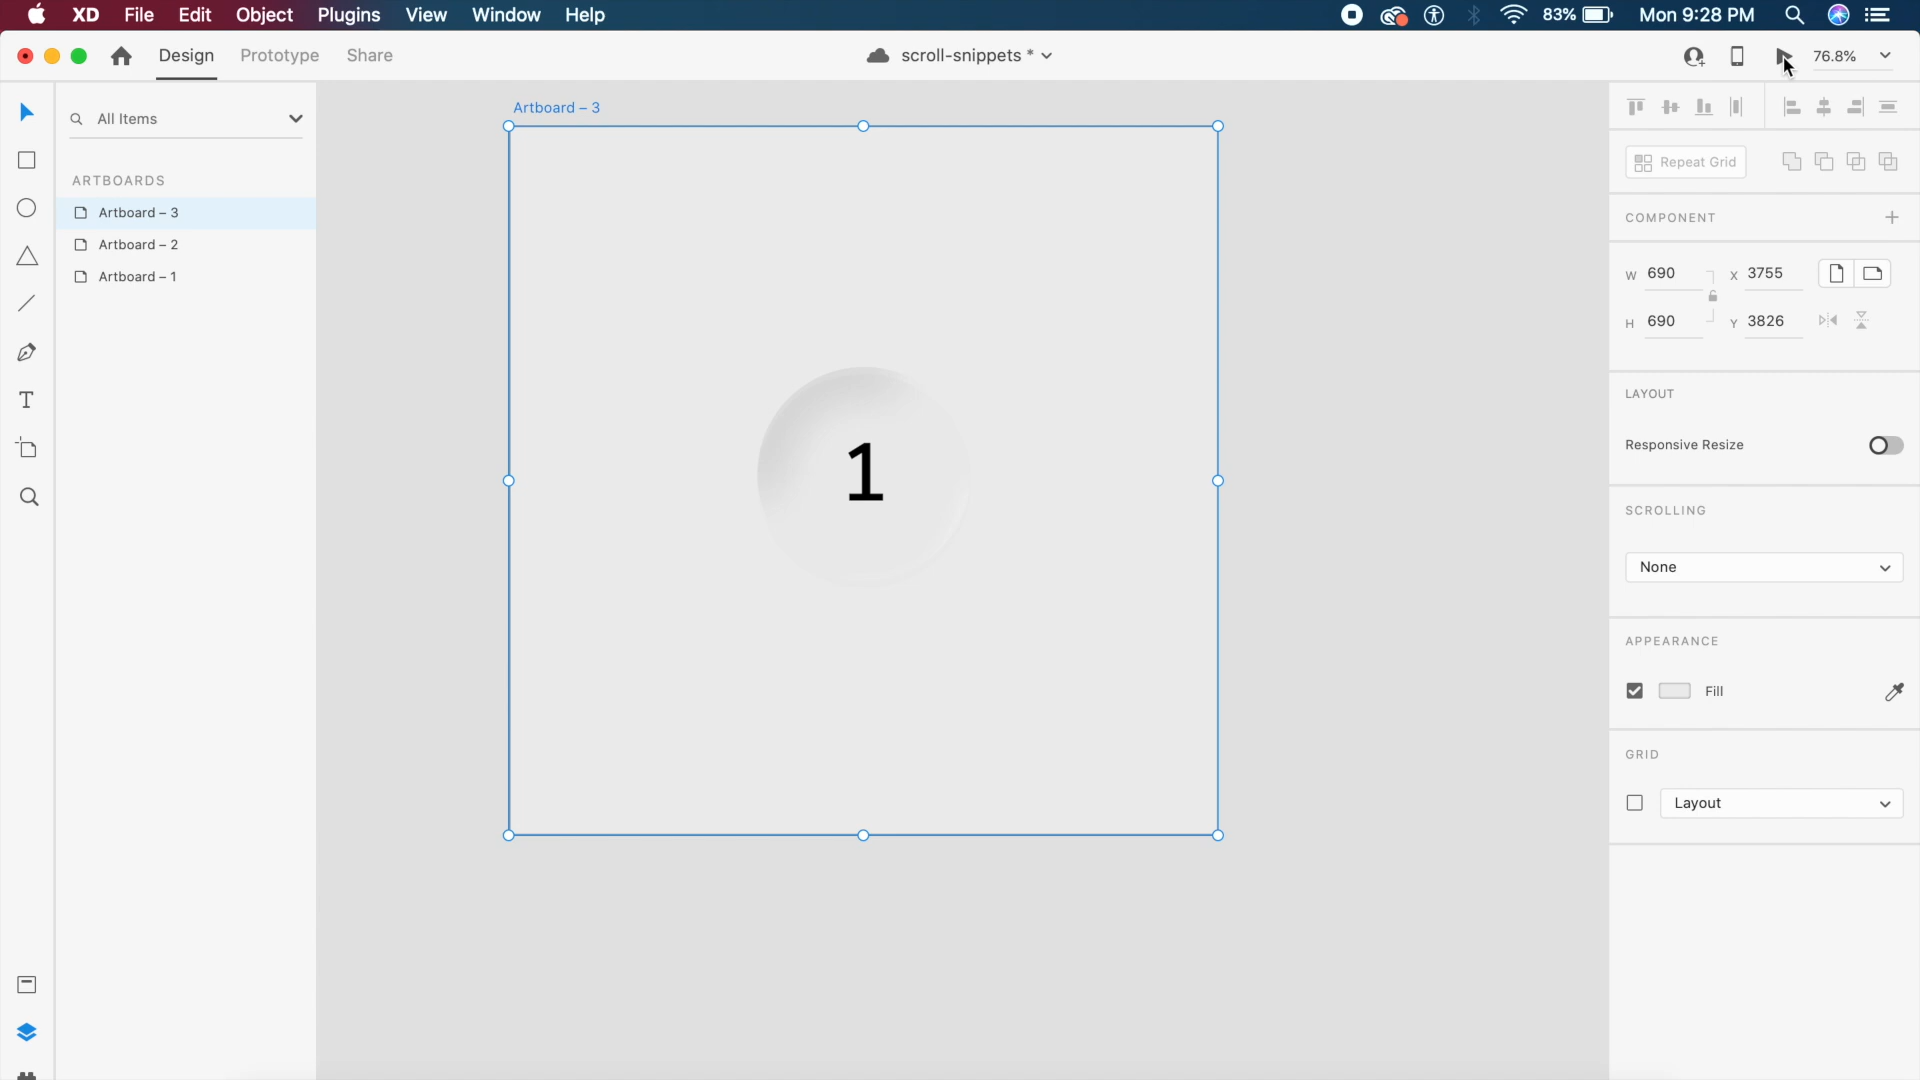 XD File Edit Object Plugins View Window Help 83% Mon 9:28 PM
Design Prototype Share scroll-snippets * 76.8%
All Items
ARTBOARDS
Artboard – 3
Artboard – 2
Artboard – 1
Artboard – 3
1
Repeat Grid
COMPONENT
W 690 X 3755
H 690 Y 3826
LAYOUT
Responsive Resize
SCROLLING
None
APPEARANCE
Fill
GRID
Layout